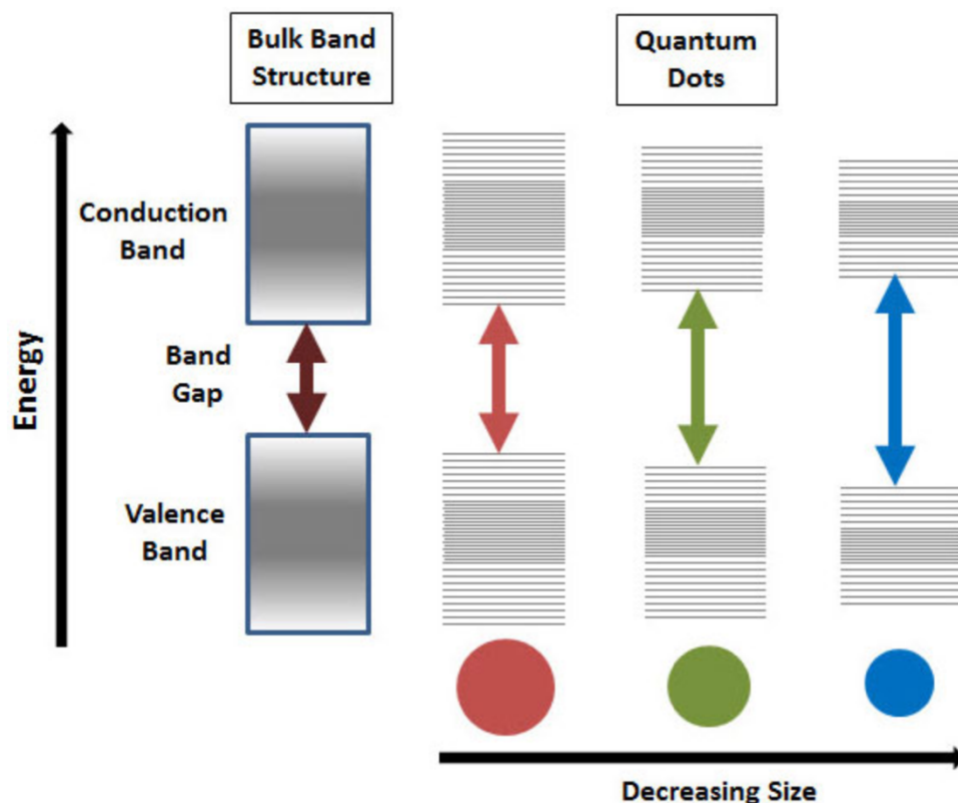 Bulk Band
Structure
Quantum
Dots
Conduction
Band
Energy
Band
Gap
Valence
Band
Decreasing Size